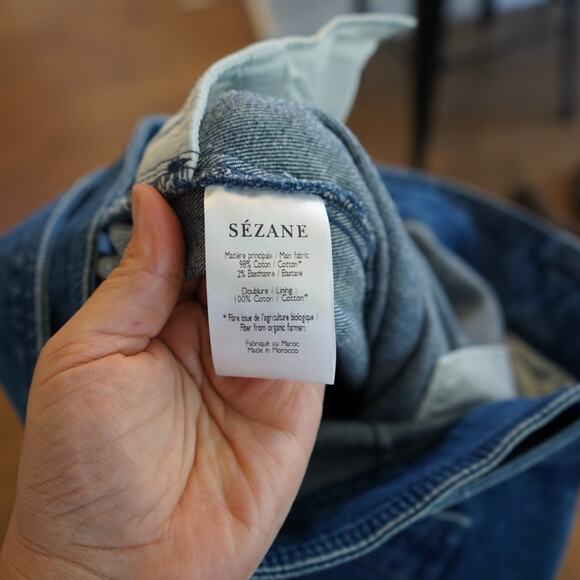 SÉZANE
Matière principale / Main fabric :
98% Coton / Cotton*
2% Élasthanne / Elastane
Doublure / Lining :
100% Coton / Cotton*
* Fibre issue de l'agriculture biologique /
Fiber from organic farmers
Fabriqué au Maroc
Made in Morocco